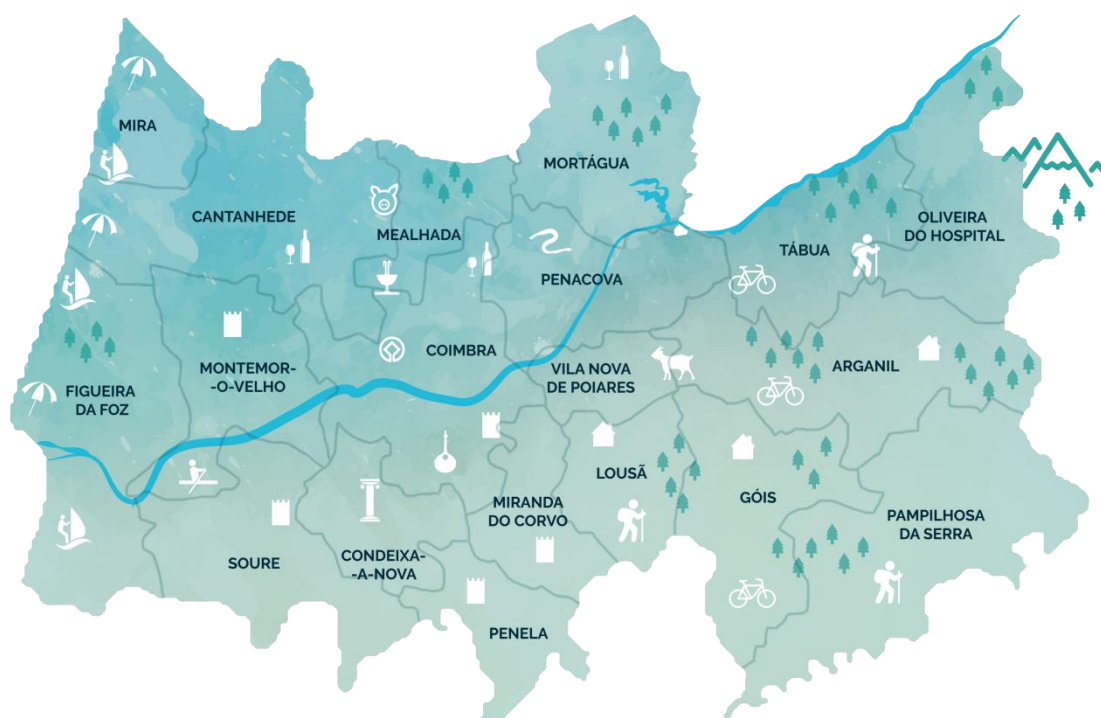 MIRA
MORTÁGUA
CANTANHEDE
MEALHADA
OLIVEIRA
DO HOSPITAL
TÁBUA
PENACOVA
COIMBRA
MONTEMOR-
-O-VELHO
VILA NOVA
DE POIARES
ARGANIL
FIGUEIRA
DA FOZ
LOUSÃ
GÓIS
MIRANDA
DO CORVO
PAMPILHOSA
DA SERRA
SOURE
CONDEIXA-
-A-NOVA
PENELA